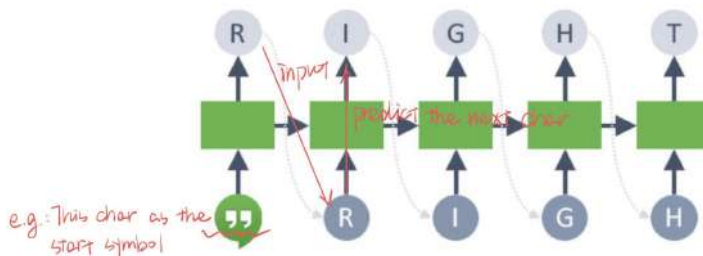 R I G H T
input
predict the next char
e.g.: This char as the
start symbol
” R I G H